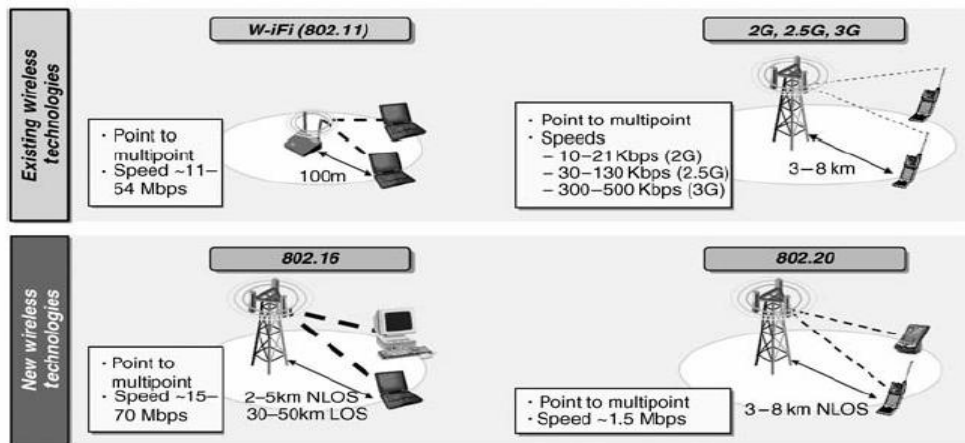 Existing wireless
technologies
W-iFi (802.11)
· Point to
multipoint
· Speed ~11–
54 Mbps
100m
2G, 2.5G, 3G
· Point to multipoint
· Speeds
– 10–21 Kbps (2G)
– 30–130 Kbps (2.5G)
– 300–500 Kbps (3G)
3–8 km
New wireless
technologies
802.16
· Point to
multipoint
· Speed ~15–
70 Mbps
2–5km NLOS
30–50km LOS
802.20
· Point to multipoint
· Speed ~1.5 Mbps
3–8 km NLOS